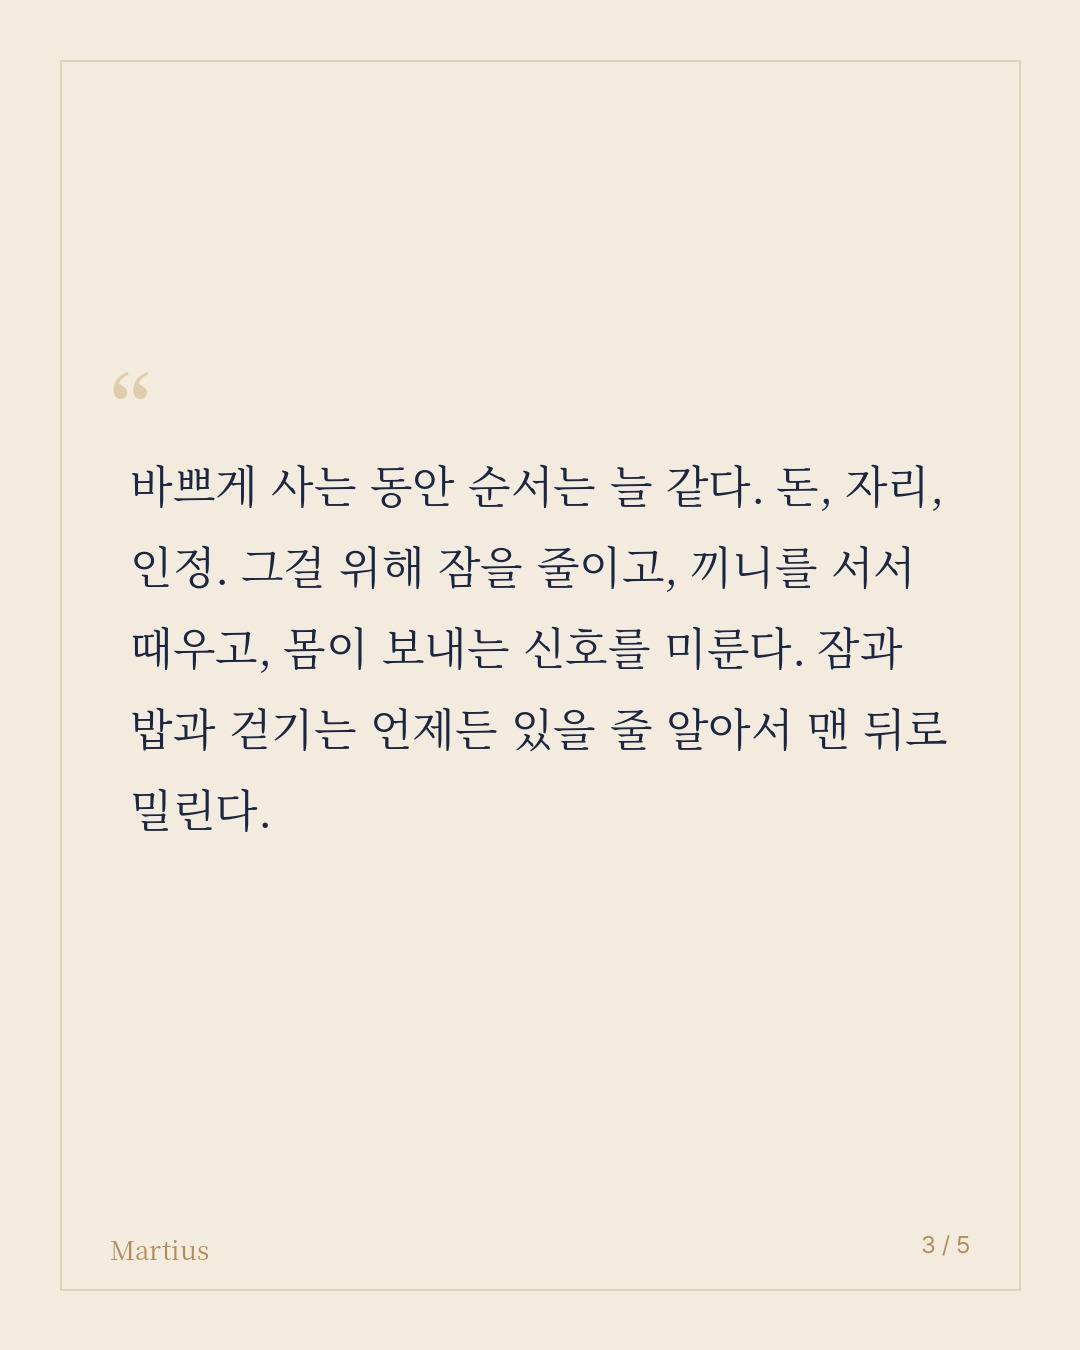 “
바쁘게 사는 동안 순서는 늘 같다. 돈, 자리,
인정. 그걸 위해 잠을 줄이고, 끼니를 서서
때우고, 몸이 보내는 신호를 미룬다. 잠과
밥과 걷기는 언제든 있을 줄 알아서 맨 뒤로
밀린다.
Martius
3 / 5